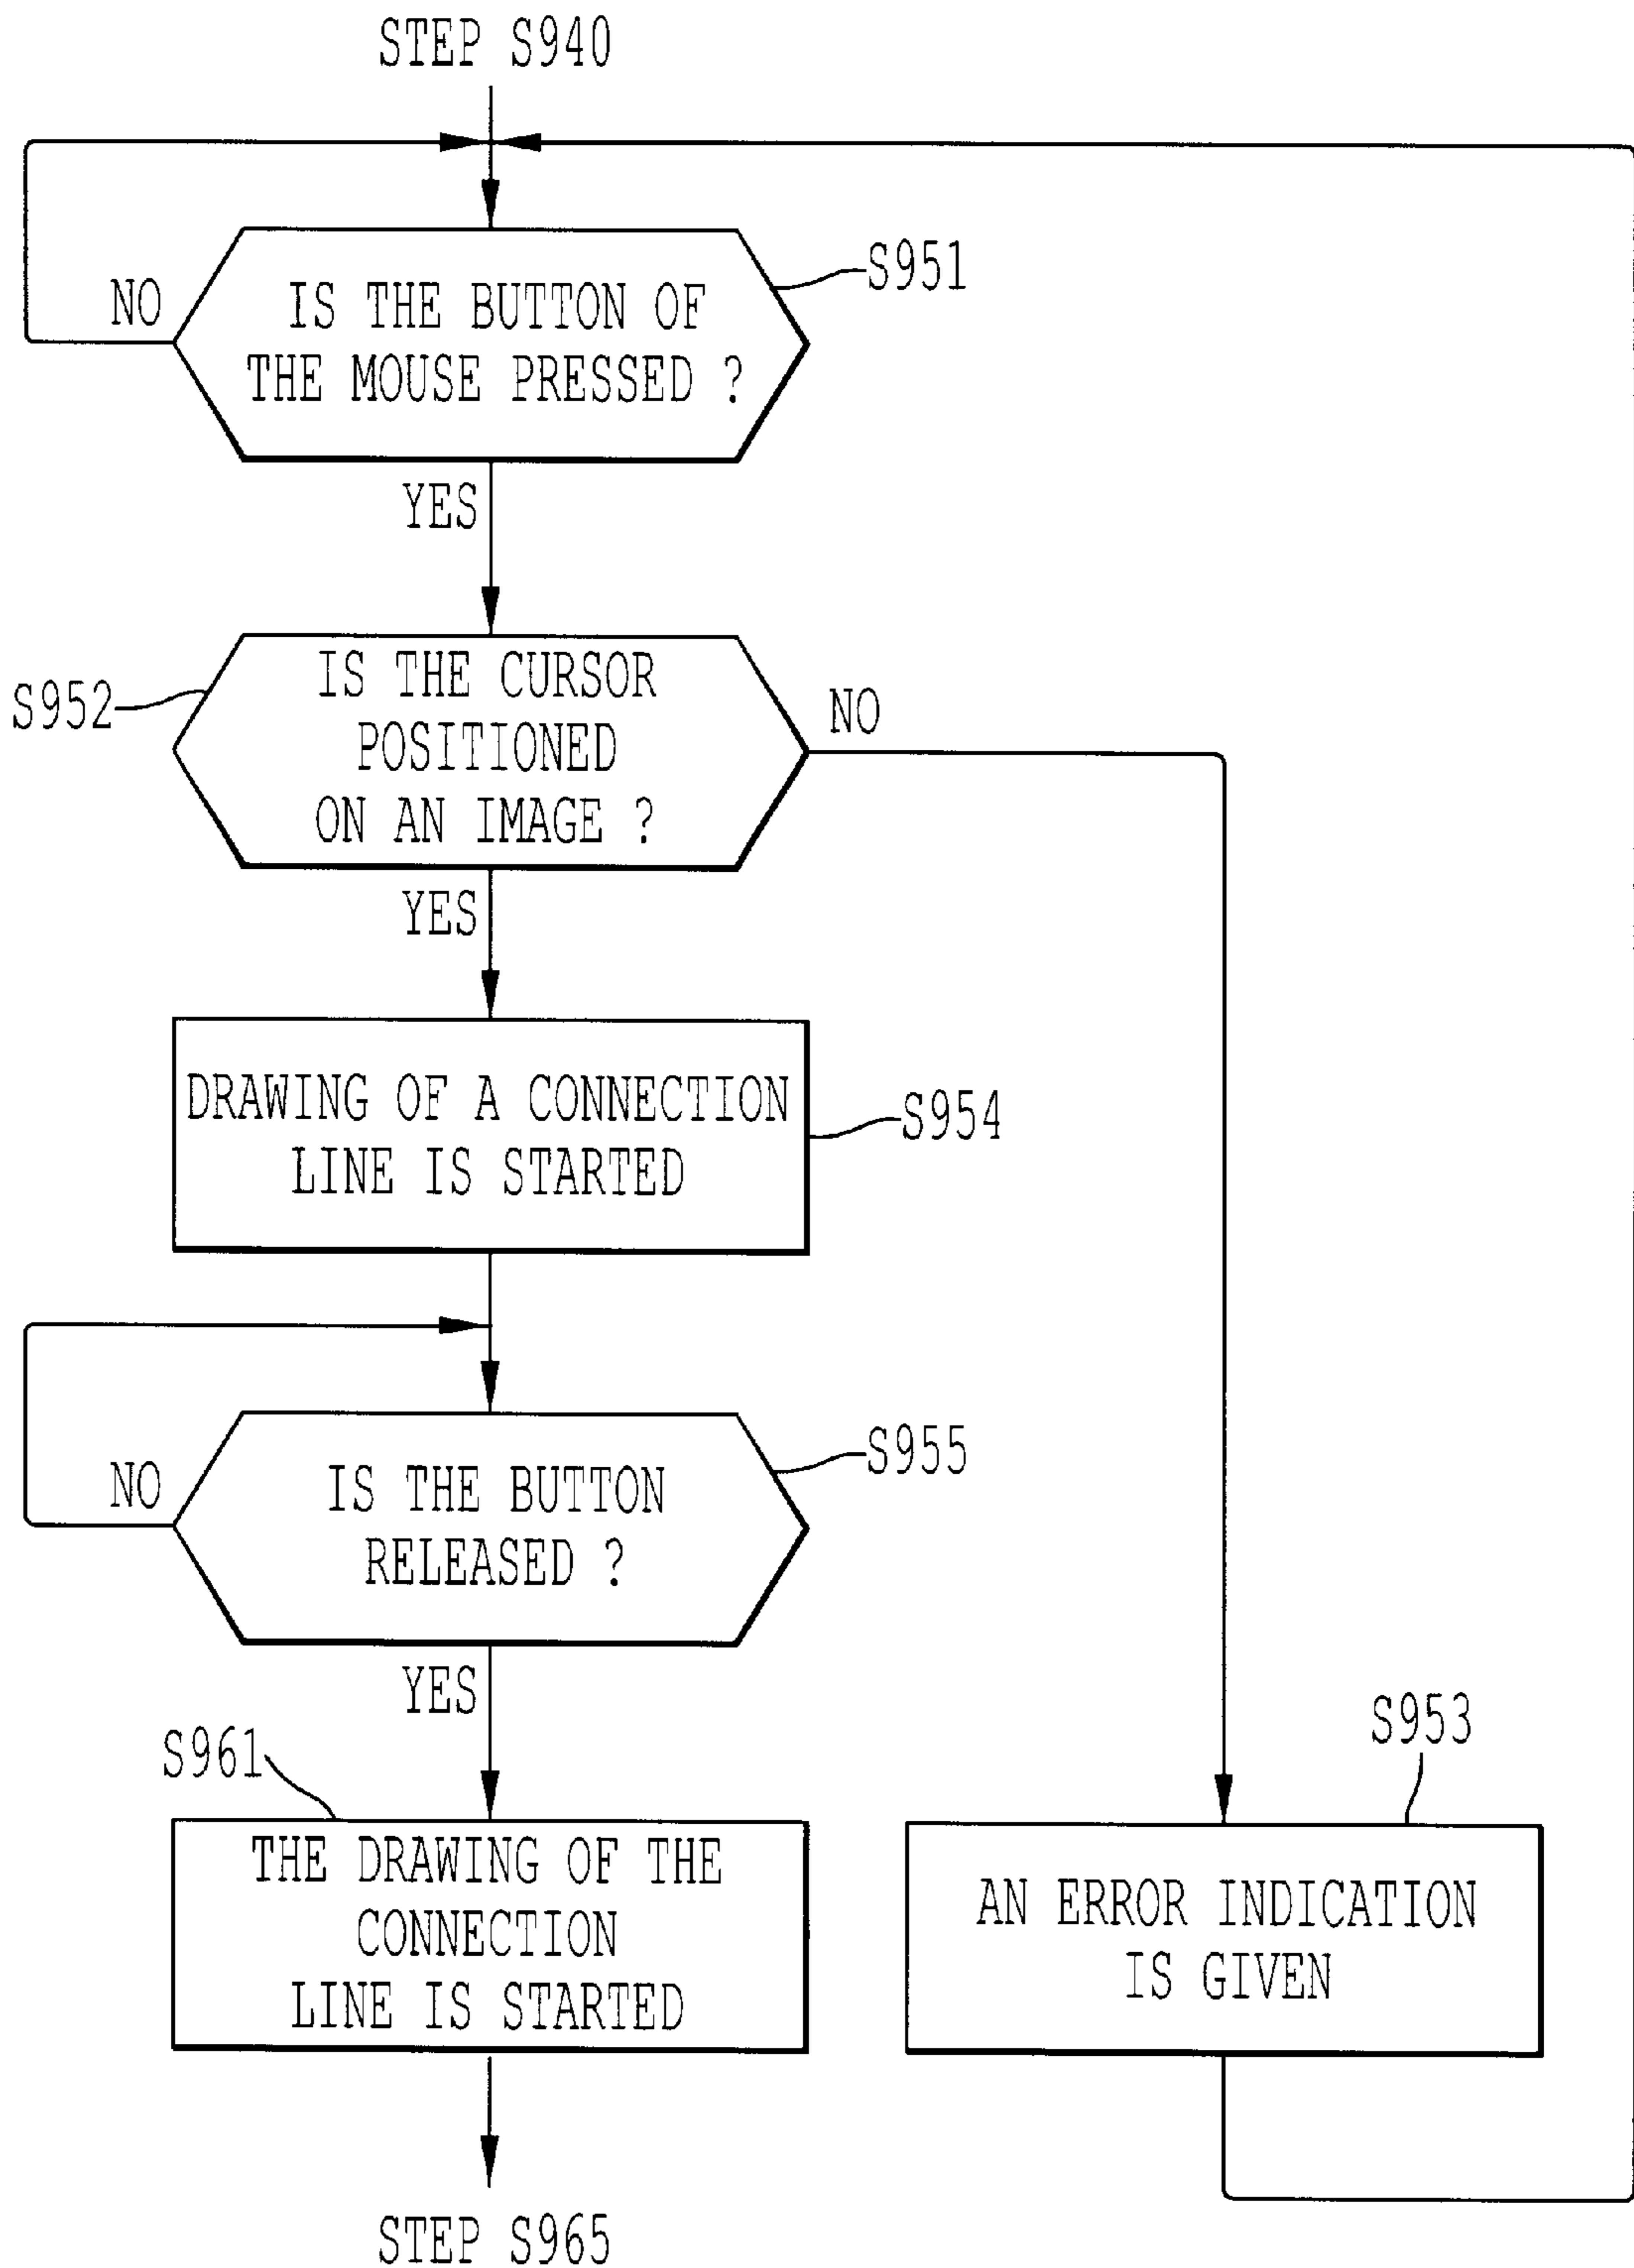 STEP S940
S951
NO
IS THE BUTTON OF
THE MOUSE PRESSED ?
YES
S952
IS THE CURSOR
POSITIONED
ON AN IMAGE ?
NO
YES
DRAWING OF A CONNECTION
LINE IS STARTED
S954
S955
NO
IS THE BUTTON
RELEASED ?
YES
S961
THE DRAWING OF THE
CONNECTION
LINE IS STARTED
S953
AN ERROR INDICATION
IS GIVEN
STEP S965